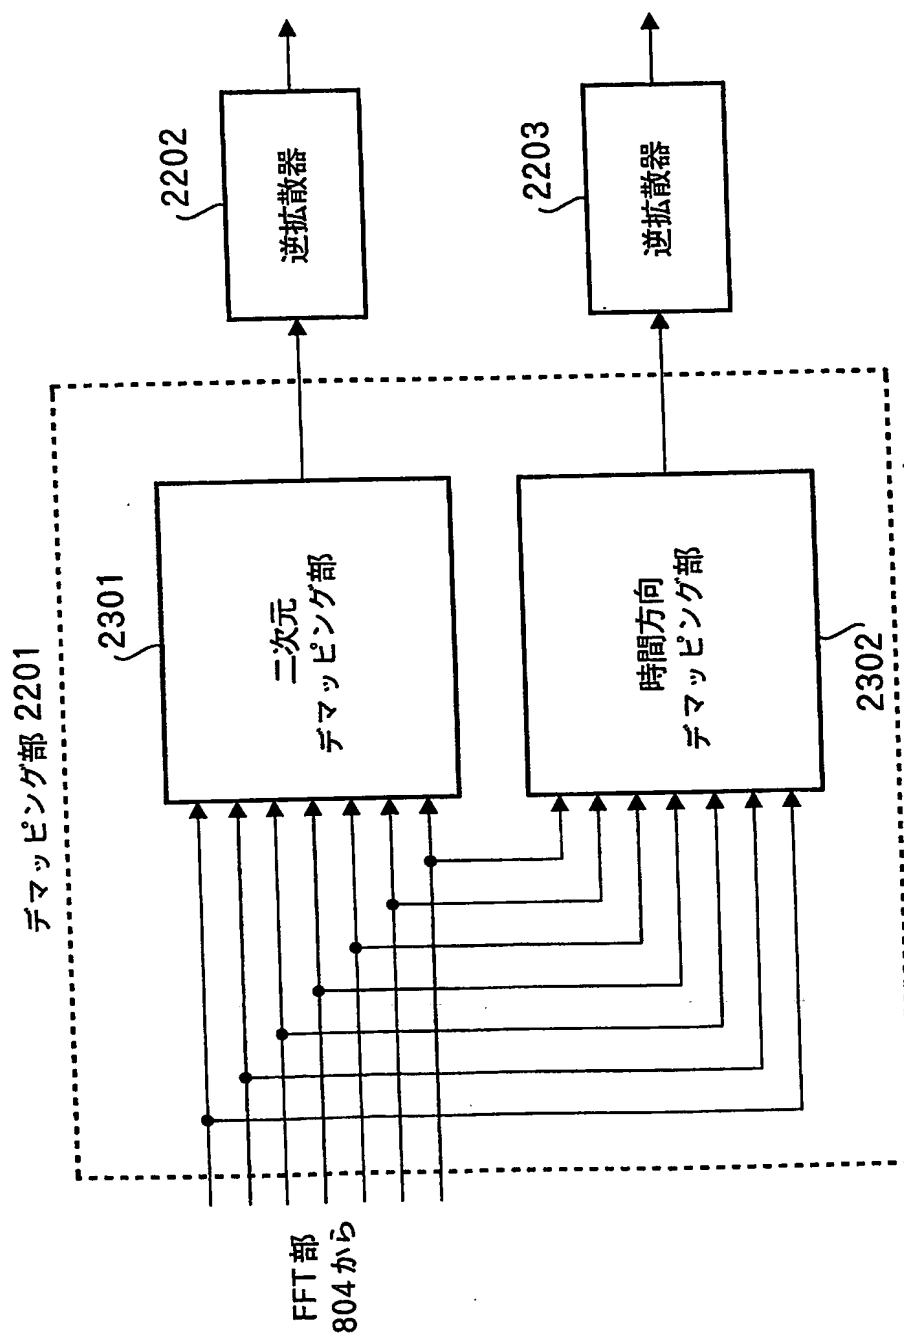 デマッピング部 2201
FFT部
804から
2301
二次元
デマッピング部
時間方向
デマッピング部
2302
2202
逆拡散器
2203
逆拡散器